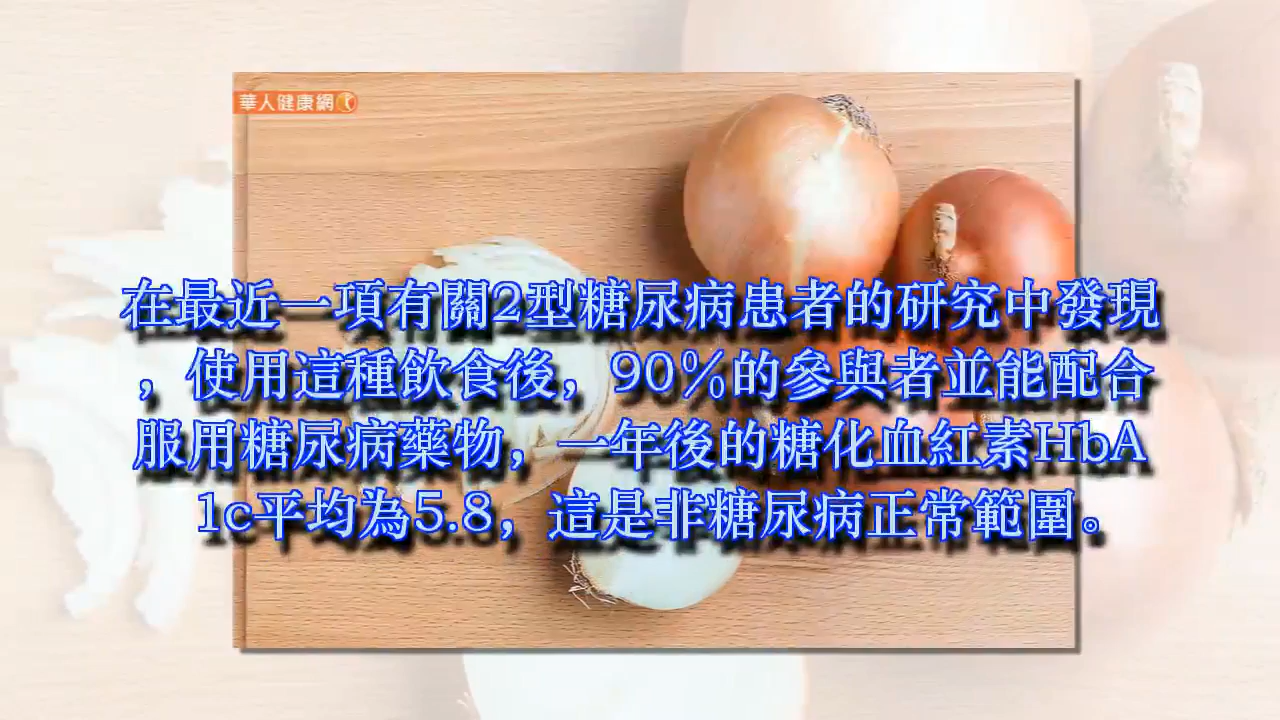 華人健康網
在最近一項有關2型糖尿病患者的研究中發現
，使用這種飲食後，90％的參與者並能配合
服用糖尿病藥物，一年後的糖化血紅素HbA
1c平均為5.8，這是非糖尿病正常範圍。